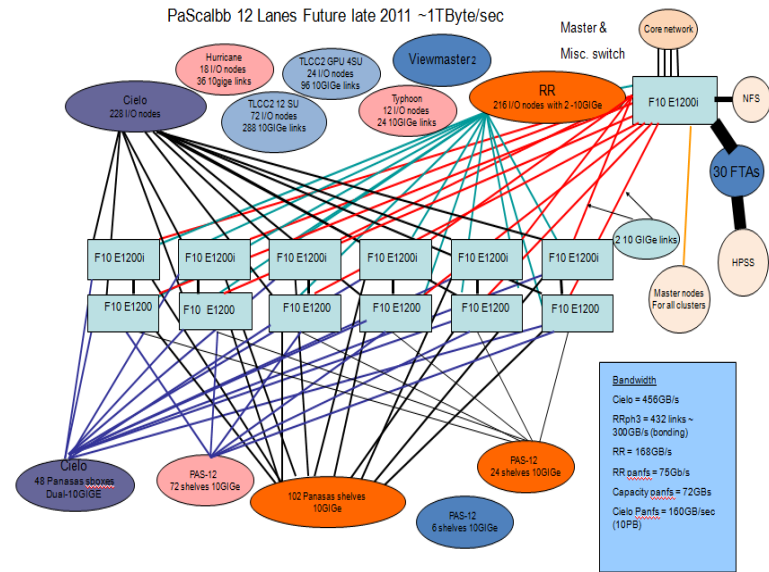 PaScalbb 12 Lanes Future late 2011 ~1TByte/sec
Master &
Misc. switch
Core network
Hurricane
18 I/O nodes
36 10gige links
TLCC2 GPU 4SU
24 I/O nodes
96 10GIGe links
Viewmaster 2
Cielo
228 I/O nodes
TLCC2 12 SU
72 I/O nodes
288 10GIGe links
Typhoon
12 I/O nodes
24 10GIGe links
RR
216 I/O nodes with 2 -10GIGe
F10 E1200i
NFS
30 FTAs
2 10 GIGe links
HPSS
Master nodes
For all clusters
F10 E1200i
F10 E1200i
F10 E1200i
F10 E1200i
F10 E1200i
F10 E1200i
F10 E1200
F10 E1200
F10 E1200
F10 E1200
F10 E1200
F10 E1200
Cielo
48 Panasas sboxes
Dual-10GIGE
PAS-12
72 shelves 10GIGe
102 Panasas shelves
10GIGe
PAS-12
24 shelves 10GIGe
PAS-12
6 shelves 10GIGe
Bandwidth
Cielo = 456GB/s
RRph3 = 432 links ~
300GB/s (bonding)
RR = 168GB/s
RR panfs = 75Gb/s
Capacity panfs = 72GBs
Cielo Panfs = 160GB/sec
(10PB)